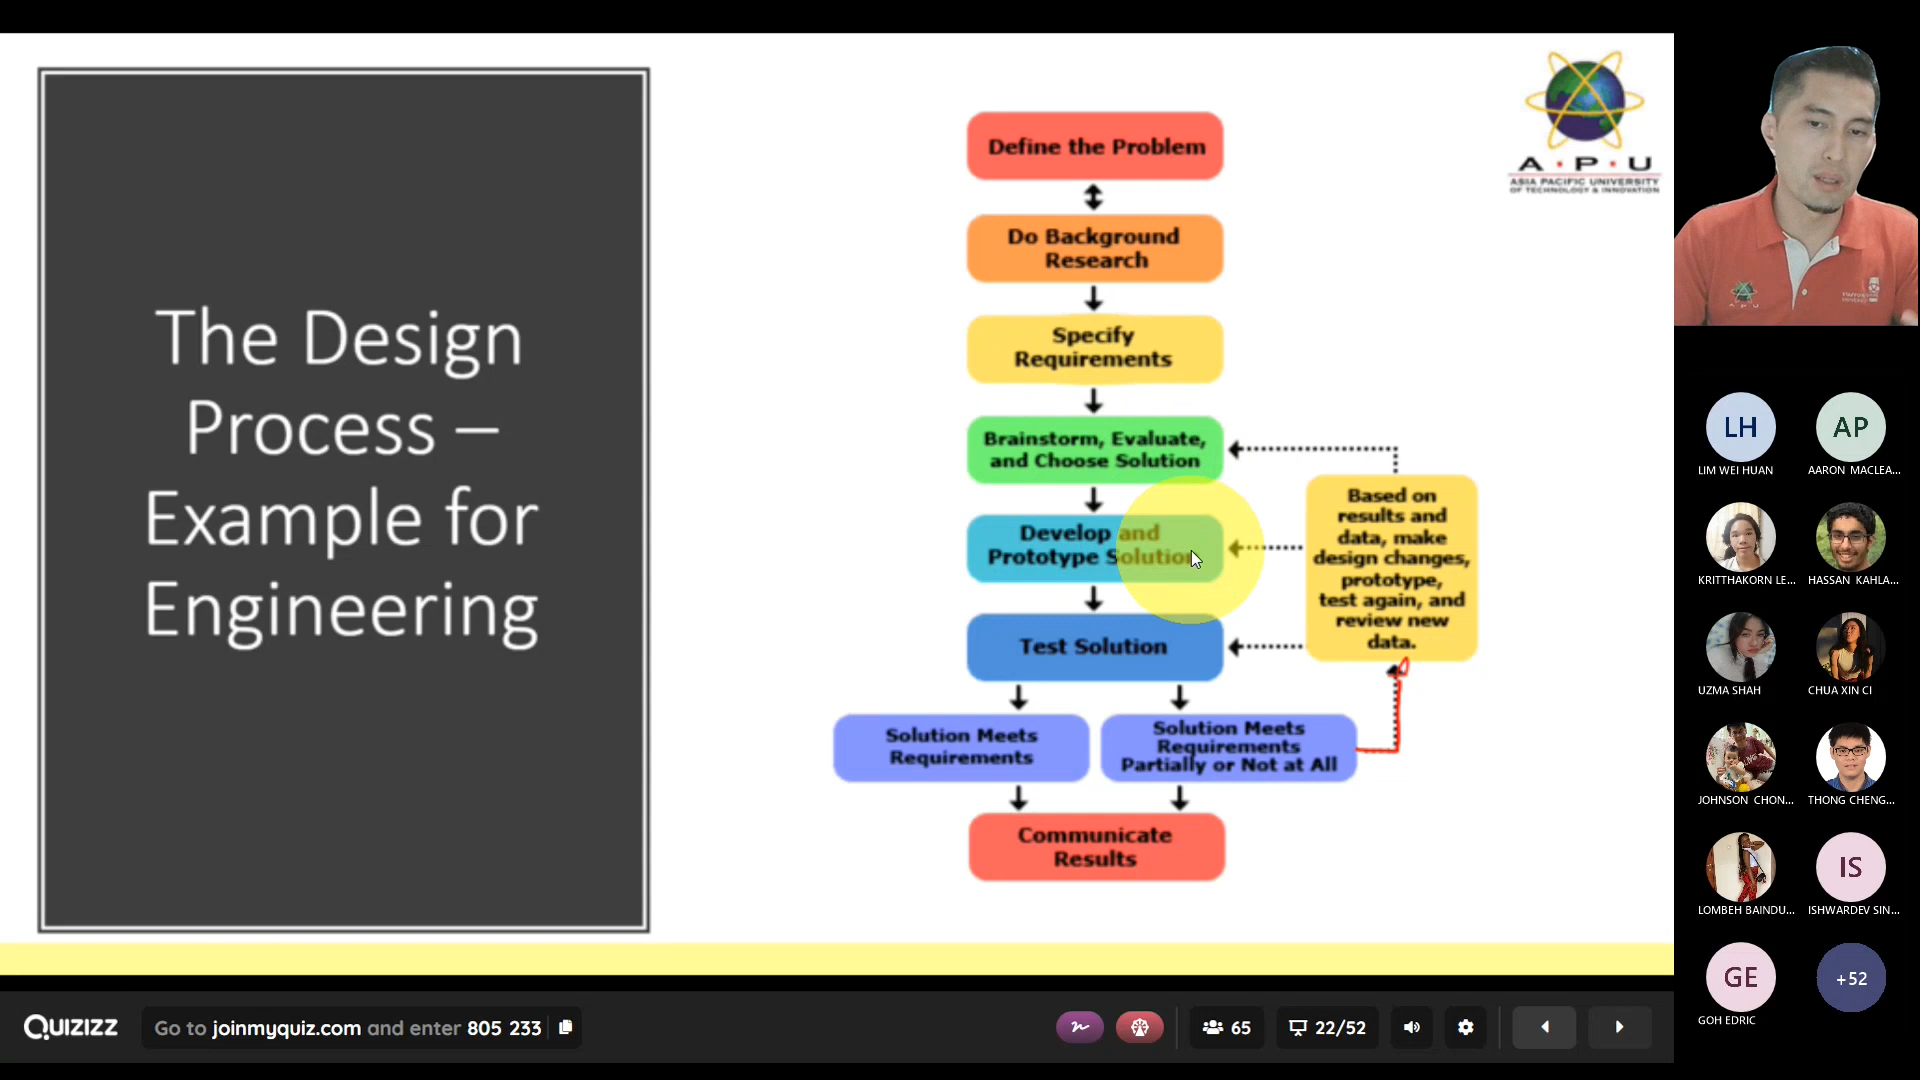 The Design
Process –
Example for
Engineering
Define the Problem
Do Background
Research
Specify
Requirements
Brainstorm, Evaluate,
and Choose Solution
Develop and
Prototype Solution
Test Solution
Solution Meets
Requirements
Solution Meets
Requirements
Partially or Not at All
Communicate
Results
Based on
results and
data, make
design changes,
prototype,
test again, and
review new
data.
A · P · U
ASIA PACIFIC UNIVERSITY
OF TECHNOLOGY & INNOVATION
A P U
LH
LIM WEI HUAN
AP
AARON MACLEA...
KRITTHAKORN LE...
HASSAN KAHLA...
UZMA SHAH
CHUA XIN CI
JOHNSON CHON...
THONG CHENG...
LOMBEH BAINDU...
IS
ISHWARDEV SIN...
GE
GOH EDRIC
+52
QUIZIZZ
Go to joinmyquiz.com and enter 805 233
65
22/52